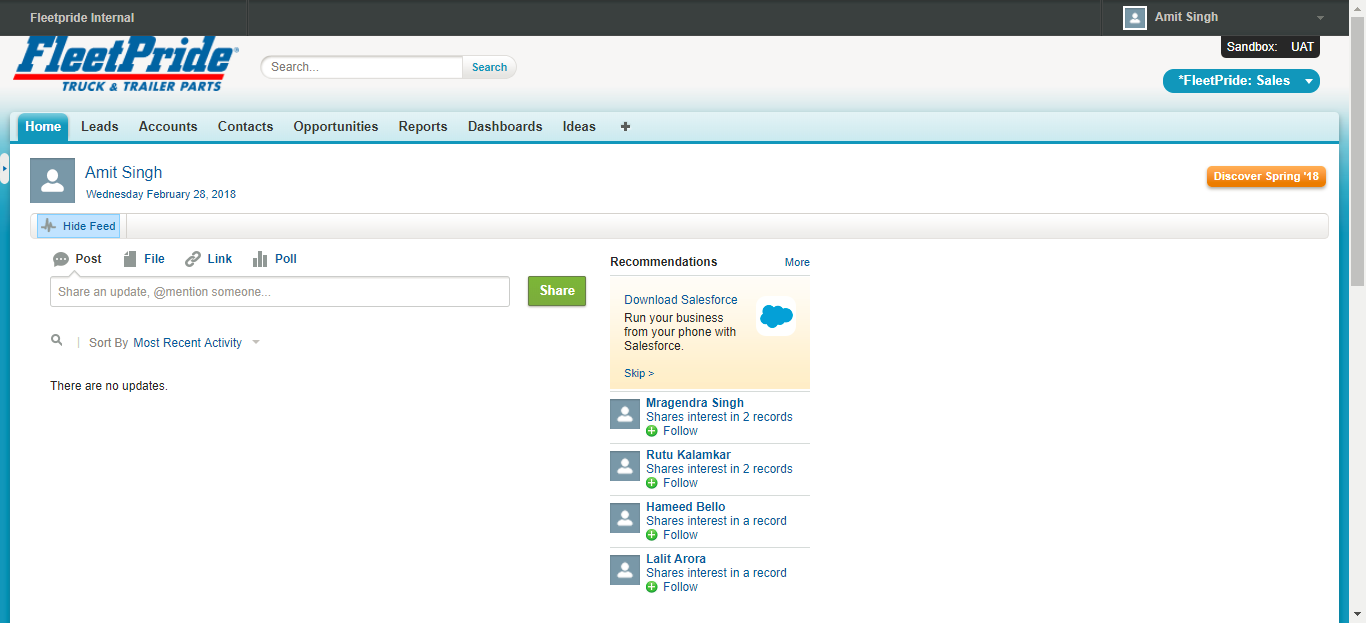 Fleetpride Internal
Amit Singh
FleetPride®
TRUCK & TRAILER PARTS
Search...
Search
Sandbox: UAT
*FleetPride: Sales
Home Leads Accounts Contacts Opportunities Reports Dashboards Ideas +
Amit Singh
Wednesday February 28, 2018
Discover Spring '18
Hide Feed
Post File Link Poll
Share an update, @mention someone...
Share
Sort By Most Recent Activity
There are no updates.
Recommendations More
Download Salesforce
Run your business
from your phone with
Salesforce.
Skip >
Mragendra Singh
Shares interest in 2 records
Follow
Rutu Kalamkar
Shares interest in 2 records
Follow
Hameed Bello
Shares interest in a record
Follow
Lalit Arora
Shares interest in a record
Follow